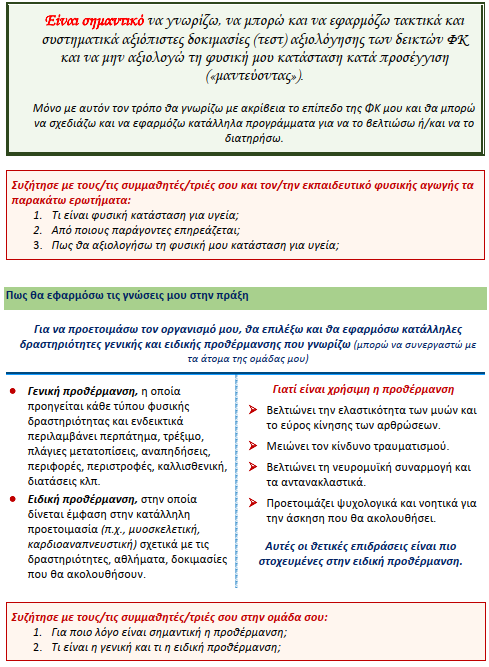 Είναι σημαντικό να γνωρίζω, να μπορώ και να εφαρμόζω τακτικά και
συστηματικά αξιόπιστες δοκιμασίες (τεστ) αξιολόγησης των δεικτών ΦΚ
και να μην αξιολογώ τη φυσική μου κατάσταση κατά προσέγγιση
(«μαντεύοντας»).
Μόνο με αυτόν τον τρόπο θα γνωρίζω με ακρίβεια το επίπεδο της ΦΚ μου και θα μπορώ
να σχεδιάζω και να εφαρμόζω κατάλληλα προγράμματα για να το βελτιώσω ή/και να το
διατηρήσω.
Συζήτησε με τους/τις συμμαθητές/τριές σου και τον/την εκπαιδευτικό φυσικής αγωγής τα
παρακάτω ερωτήματα:
1. Τι είναι φυσική κατάσταση για υγεία;
2. Από ποιους παράγοντες επηρεάζεται;
3. Πως θα αξιολογήσω τη φυσική μου κατάσταση για υγεία;
Πως θα εφαρμόσω τις γνώσεις μου στην πράξη
Για να προετοιμάσω τον οργανισμό μου, θα επιλέξω και θα εφαρμόσω κατάλληλες
δραστηριότητες γενικής και ειδικής προθέρμανσης που γνωρίζω (μπορώ να συνεργαστώ με
τα άτομα της ομάδας μου)
• Γενική προθέρμανση, η οποία
προηγείται κάθε τύπου φυσικής
δραστηριότητας και ενδεικτικά
περιλαμβάνει περπάτημα, τρέξιμο,
πλάγιες μετατοπίσεις, αναπηδήσεις,
περιφορές, περιστροφές, καλλισθενική,
διατάσεις κλπ.
• Ειδική προθέρμανση, στην οποία
δίνεται έμφαση στην κατάλληλη
προετοιμασία (π.χ., μυοσκελετική,
καρδιοαναπνευστική) σχετικά με τις
δραστηριότητες, αθλήματα, δοκιμασίες
που θα ακολουθήσουν.
Γιατί είναι χρήσιμη η προθέρμανση
➤ Βελτιώνει την ελαστικότητα των μυών και
το εύρος κίνησης των αρθρώσεων.
➤ Μειώνει τον κίνδυνο τραυματισμού.
➤ Βελτιώνει τη νευρομυϊκή συναρμογή και
τα αντανακλαστικά.
➤ Προετοιμάζει ψυχολογικά και νοητικά για
την άσκηση που θα ακολουθήσει.
Αυτές οι θετικές επιδράσεις είναι πιο
στοχευμένες στην ειδική προθέρμανση.
Συζήτησε με τους/τις συμμαθητές/τριές σου στην ομάδα σου:
1. Για ποιο λόγο είναι σημαντική η προθέρμανση;
2. Τι είναι η γενική και τι η ειδική προθέρμανση;